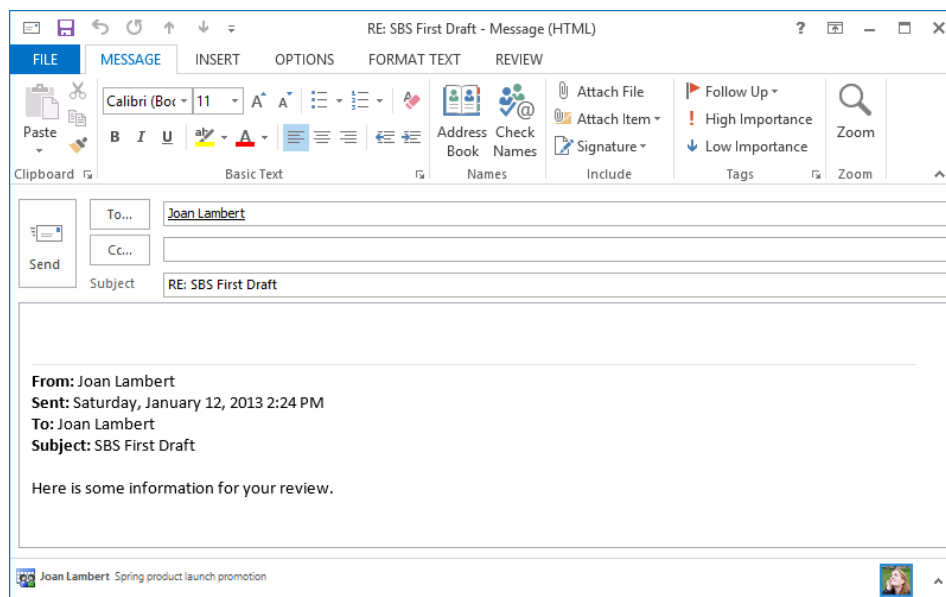 RE: SBS First Draft - Message (HTML)
FILE MESSAGE INSERT OPTIONS FORMAT TEXT REVIEW
Paste
Calibri (Boc 11
B I U aby A
Address Book
Check Names
Attach File
Attach Item
Signature
Follow Up
High Importance
Low Importance
Zoom
Clipboard Basic Text Names Include Tags Zoom
Send
To... Joan Lambert
Cc...
Subject RE: SBS First Draft
From: Joan Lambert
Sent: Saturday, January 12, 2013 2:24 PM
To: Joan Lambert
Subject: SBS First Draft
Here is some information for your review.
Joan Lambert Spring product launch promotion